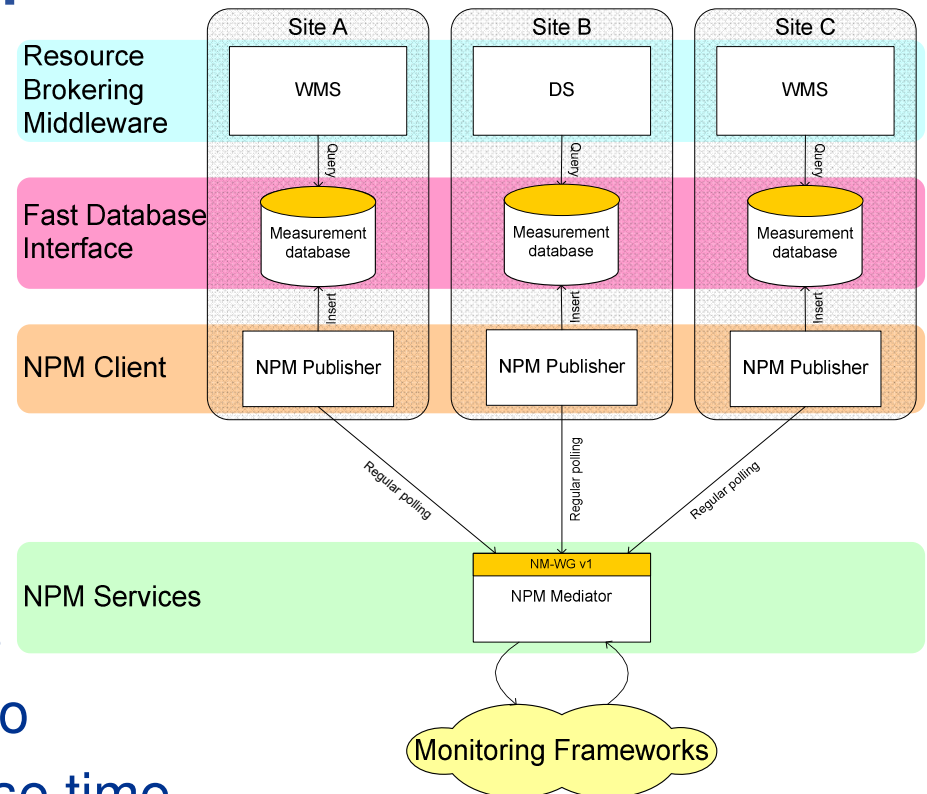 Site A
Site B
Site C
Resource
Brokering
Middleware
WMS
DS
WMS
Query
Query
Query
Fast Database
Interface
Measurement
database
Measurement
database
Measurement
database
Insert
Insert
Insert
NPM Client
NPM Publisher
NPM Publisher
NPM Publisher
Regular polling
Regular polling
Regular polling
NM-WG v1
NPM Services
NPM Mediator
o
Monitoring Frameworks
time